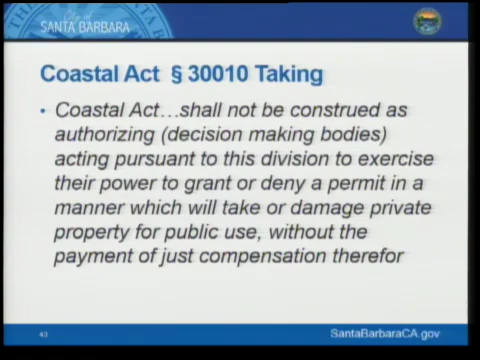 City of
SANTA BARBARA
Coastal Act § 30010 Taking
• Coastal Act…shall not be construed as
authorizing (decision making bodies)
acting pursuant to this division to exercise
their power to grant or deny a permit in a
manner which will take or damage private
property for public use, without the
payment of just compensation therefor
43
SantaBarbaraCA.gov